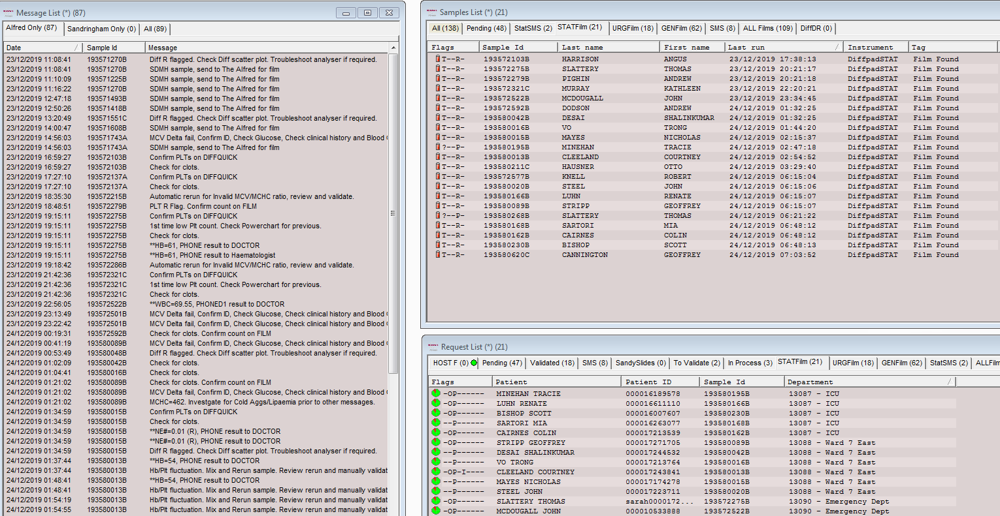 Message List (*) (87)
Alfred Only (87) Sandringham Only (0) All (89)
Date Sample Id Message
23/12/2019 11:08:41 193571270B Diff R flagged. Check Diff scatter plot. Troubleshoot analyser if required.
23/12/2019 11:08:41 193571270B SDMH sample, send to The Alfred for film
23/12/2019 11:10:09 193571225B SDMH sample, send to The Alfred for film
23/12/2019 11:16:22 193571270B SDMH sample, send to The Alfred for film
23/12/2019 12:47:18 193571493B SDMH sample, send to The Alfred for film
23/12/2019 12:50:26 193571418B SDMH sample, send to The Alfred for film
23/12/2019 13:20:49 193571551C Diff R flagged. Check Diff scatter plot. Troubleshoot analyser if required.
23/12/2019 14:00:47 193571608B SDMH sample, send to The Alfred for film
23/12/2019 14:56:03 193571743A MCV Delta fail, Confirm ID, Check Glucose, Check clinical history and Blood
23/12/2019 14:56:03 193571743A SDMH sample, send to The Alfred for film
23/12/2019 16:59:27 193572103B Confirm PLTs on DIFFQUICK
23/12/2019 16:59:27 193572103B Check for clots.
23/12/2019 17:27:10 193572137A Confirm PLTs on DIFFQUICK
23/12/2019 17:27:10 193572137A Check for clots.
23/12/2019 18:35:30 193572215B Automatic rerun for Invalid MCV/MCHC ratio, review and validate.
23/12/2019 18:48:51 193572279B PLT R Flag. Confirm count on FILM
23/12/2019 19:15:11 193572275B Confirm PLTs on DIFFQUICK
23/12/2019 19:15:11 193572275B 1st time low Plt count. Check Powerchart for previous.
23/12/2019 19:15:11 193572275B Check for clots.
23/12/2019 19:15:11 193572275B **HB=61, PHONE result to DOCTOR
23/12/2019 19:15:11 193572275B **HB=61, PHONE result to Haematologist
23/12/2019 19:18:42 193572286B Automatic rerun for Invalid MCV/MCHC ratio, review and validate.
23/12/2019 21:42:36 193572321C Confirm PLTs on DIFFQUICK
23/12/2019 21:42:36 193572321C 1st time low Plt count. Check Powerchart for previous.
23/12/2019 21:42:36 193572321C Check for clots.
23/12/2019 22:56:05 193572522B **WBC=69.55, PHONED1 result to DOCTOR
23/12/2019 23:13:49 193572501B MCV Delta fail, Confirm ID, Check Glucose, Check clinical history and Blood
23/12/2019 23:22:42 193572501B MCV Delta fail, Confirm ID, Check Glucose, Check clinical history and Blood
24/12/2019 00:19:31 193572592B Check for clots. Confirm count on FILM
24/12/2019 00:41:19 193580089B MCV Delta fail, Confirm ID, Check Glucose, Check clinical history and Blood
24/12/2019 00:53:49 193580048B Diff R flagged. Check Diff scatter plot. Troubleshoot analyser if required.
24/12/2019 01:02:09 193580042B Check for clots.
24/12/2019 01:04:41 193580016B Check for clots.
24/12/2019 01:21:02 193580089B Check for clots. Confirm count on FILM
24/12/2019 01:21:02 193580089B MCV Delta fail, Confirm ID, Check Glucose, Check clinical history and Blood
24/12/2019 01:21:02 193580089B MCHC=462. Investgate for Cold Aggs/Lipaemia prior to other messages.
24/12/2019 01:34:59 193580015B Confirm PLTs on DIFFQUICK
24/12/2019 01:34:59 193580015B Check for clots.
24/12/2019 01:34:59 193580015B **NE#=0.01 (R), PHONE result to DOCTOR
24/12/2019 01:34:59 193580015B **NE#=0.01 (R), PHONE result to DOCTOR
24/12/2019 01:34:59 193580015B Diff R flagged. Check Diff scatter plot. Troubleshoot analyser if required.
24/12/2019 01:37:44 193580013B **HB=54, PHONE result to DOCTOR
24/12/2019 01:37:44 193580013B Hb/Plt fluctuation. Mix and Rerun sample. Review rerun and manually validat
24/12/2019 01:48:41 193580013B **HB=54, PHONE result to DOCTOR
24/12/2019 01:48:41 193580013B Hb/Plt fluctuation. Mix and Rerun sample. Review rerun and manually validat
24/12/2019 01:54:19 193580013B Hb/Plt fluctuation. Mix and Rerun sample. Review rerun and manually validat
24/12/2019 01:54:55 193580013B Hb/Plt fluctuation. Mix and Rerun sample. Review rerun and manually validat
Samples List (*) (21)
All (138) Pending (48) StatSMS (2) STATFilm (21) URGFilm (18) GENFilm (62) SMS (8) ALL Films (109) DiffDR (0)
Flags Sample Id Last name First name Last run Instrument Tag
T--R- 193572103B HARRISON ANGUS 23/12/2019 17:38:13 DiffpadSTAT Film Found
T--R- 193572275B SLATTERY THOMAS 23/12/2019 20:21:17 DiffpadSTAT Film Found
T--R- 193572279B PIGHIN ANDREW 23/12/2019 20:21:18 DiffpadSTAT Film Found
T--R- 193572321C MURRAY KATHLEEN 23/12/2019 22:20:21 DiffpadSTAT Film Found
T--R- 193572522B MCDOUGALL JOHN 23/12/2019 23:34:45 DiffpadSTAT Film Found
T--R- 193572592B DODSON ANDREW 24/12/2019 01:32:25 DiffpadSTAT Film Found
T--R- 193580042B DESAI SHALINKUMAR 24/12/2019 01:32:25 DiffpadSTAT Film Found
T--R- 193580016B VO TRONG 24/12/2019 01:44:20 DiffpadSTAT Film Found
T--R- 193580015B MAYES NICHOLAS 24/12/2019 02:15:37 DiffpadSTAT Film Found
?--P- 193580195B MINEHAN TRACIE 24/12/2019 02:47:18 DiffpadSTAT Film Found
T--R- 193580013B CLEELAND COURTNEY 24/12/2019 02:54:52 DiffpadSTAT Film Found
T--R- 193580211C HAUSNER OTTO 24/12/2019 03:29:40 DiffpadSTAT Film Found
T--R- 193572577B KNELL ROBERT 24/12/2019 06:15:04 DiffpadSTAT Film Found
T--R- 193580020B STEEL JOHN 24/12/2019 06:15:06 DiffpadSTAT Film Found
T--R- 193580166B LUHN RENATE 24/12/2019 06:15:07 DiffpadSTAT Film Found
T--R- 193580089B STRIPP GEOFFREY 24/12/2019 06:15:07 DiffpadSTAT Film Found
?--P- 193580268B SLATTERY THOMAS 24/12/2019 06:21:22 DiffpadSTAT Film Found
T--R- 193580168B SARTORI MIA 24/12/2019 06:48:12 DiffpadSTAT Film Found
T--R- 193580162B CAIRNES COLIN 24/12/2019 06:48:12 DiffpadSTAT Film Found
T--R- 193580230B BISHOP SCOTT 24/12/2019 06:48:13 DiffpadSTAT Film Found
T--R- 193580620C CANNINGTON GEOFFREY 24/12/2019 07:03:52 DiffpadSTAT Film Found
Request List (*) (21)
HOST F (0) Pending (47) Validated (18) SMS (8) SandySlides (0) To Validate (2) In Process (3) STATFilm (21) URGFilm (18) GENFilm (62) StatSMS (2) ALLFilm
Flags Patient Patient ID Sample Id Department
-OP------ MINEHAN TRACIE 000016189578 193580195B 13087 - ICU
-OP------ LUHN RENATE 000016611110 193580166B 13087 - ICU
-OP------ BISHOP SCOTT 000016007607 193580230B 13087 - ICU
--P------ SARTORI MIA 000016263077 193580168B 13087 - ICU
-OP------ CAIRNES COLIN 000017213539 193580162B 13087 - ICU
-OP------ STRIPP GEOFFREY 000017271705 193580089B 13088 - Ward 7 East
--P------ DESAI SHALINKUMAR 000017244532 193580042B 13088 - Ward 7 East
--P------ VO TRONG 000017213764 193580016B 13088 - Ward 7 East
-OP-I---- CLEELAND COURTNEY 000017243841 193580013B 13088 - Ward 7 East
--P------ MAYES NICHOLAS 000017174278 193580015B 13088 - Ward 7 East
--P------ STEEL JOHN 000017223711 193580020B 13088 - Ward 7 East
-OP------ SLATTERY THOMAS sarah0000172... 193572275B 13090 - Emergency Dept
-OP------ MCDOUGALL JOHN 000010533888 193572522B 13090 - Emergency Dept